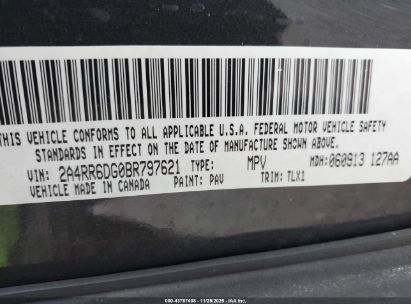 THIS VEHICLE CONFORMS TO ALL APPLICABLE U.S.A. FEDERAL MOTOR VEHICLE SAFETY
STANDARDS IN EFFECT ON THE DATE OF MANUFACTURE SHOWN ABOVE.
VIN: 2A4RR6DG0BR797621 TYPE: MPV MDH: 060913 127AA
VEHICLE MADE IN CANADA PAINT: PAV TRIM: TLX1